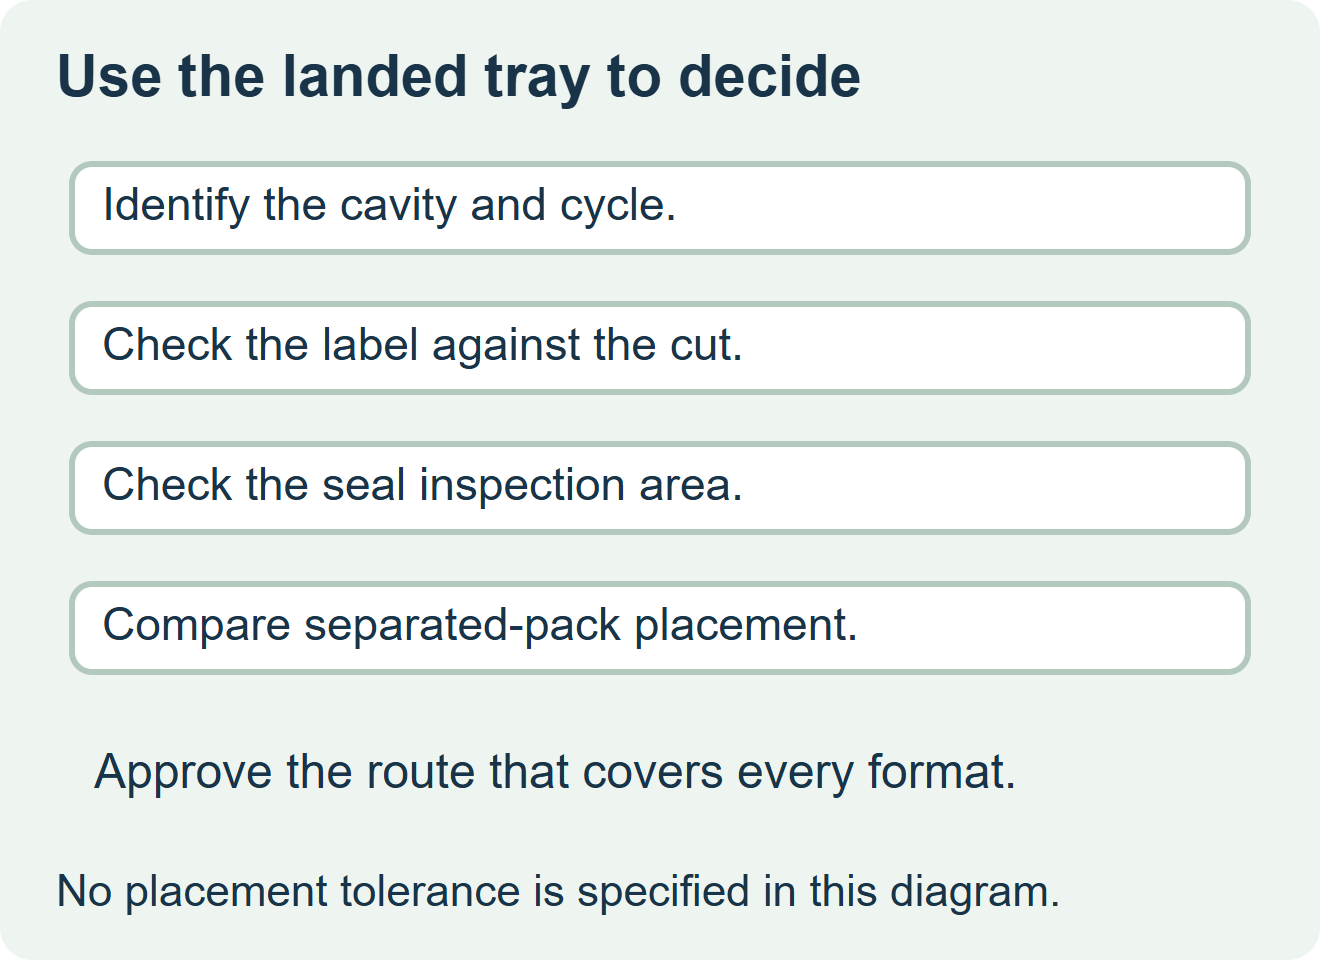 Use the landed tray to decide
Identify the cavity and cycle.
Check the label against the cut.
Check the seal inspection area.
Compare separated-pack placement.
Approve the route that covers every format.
No placement tolerance is specified in this diagram.